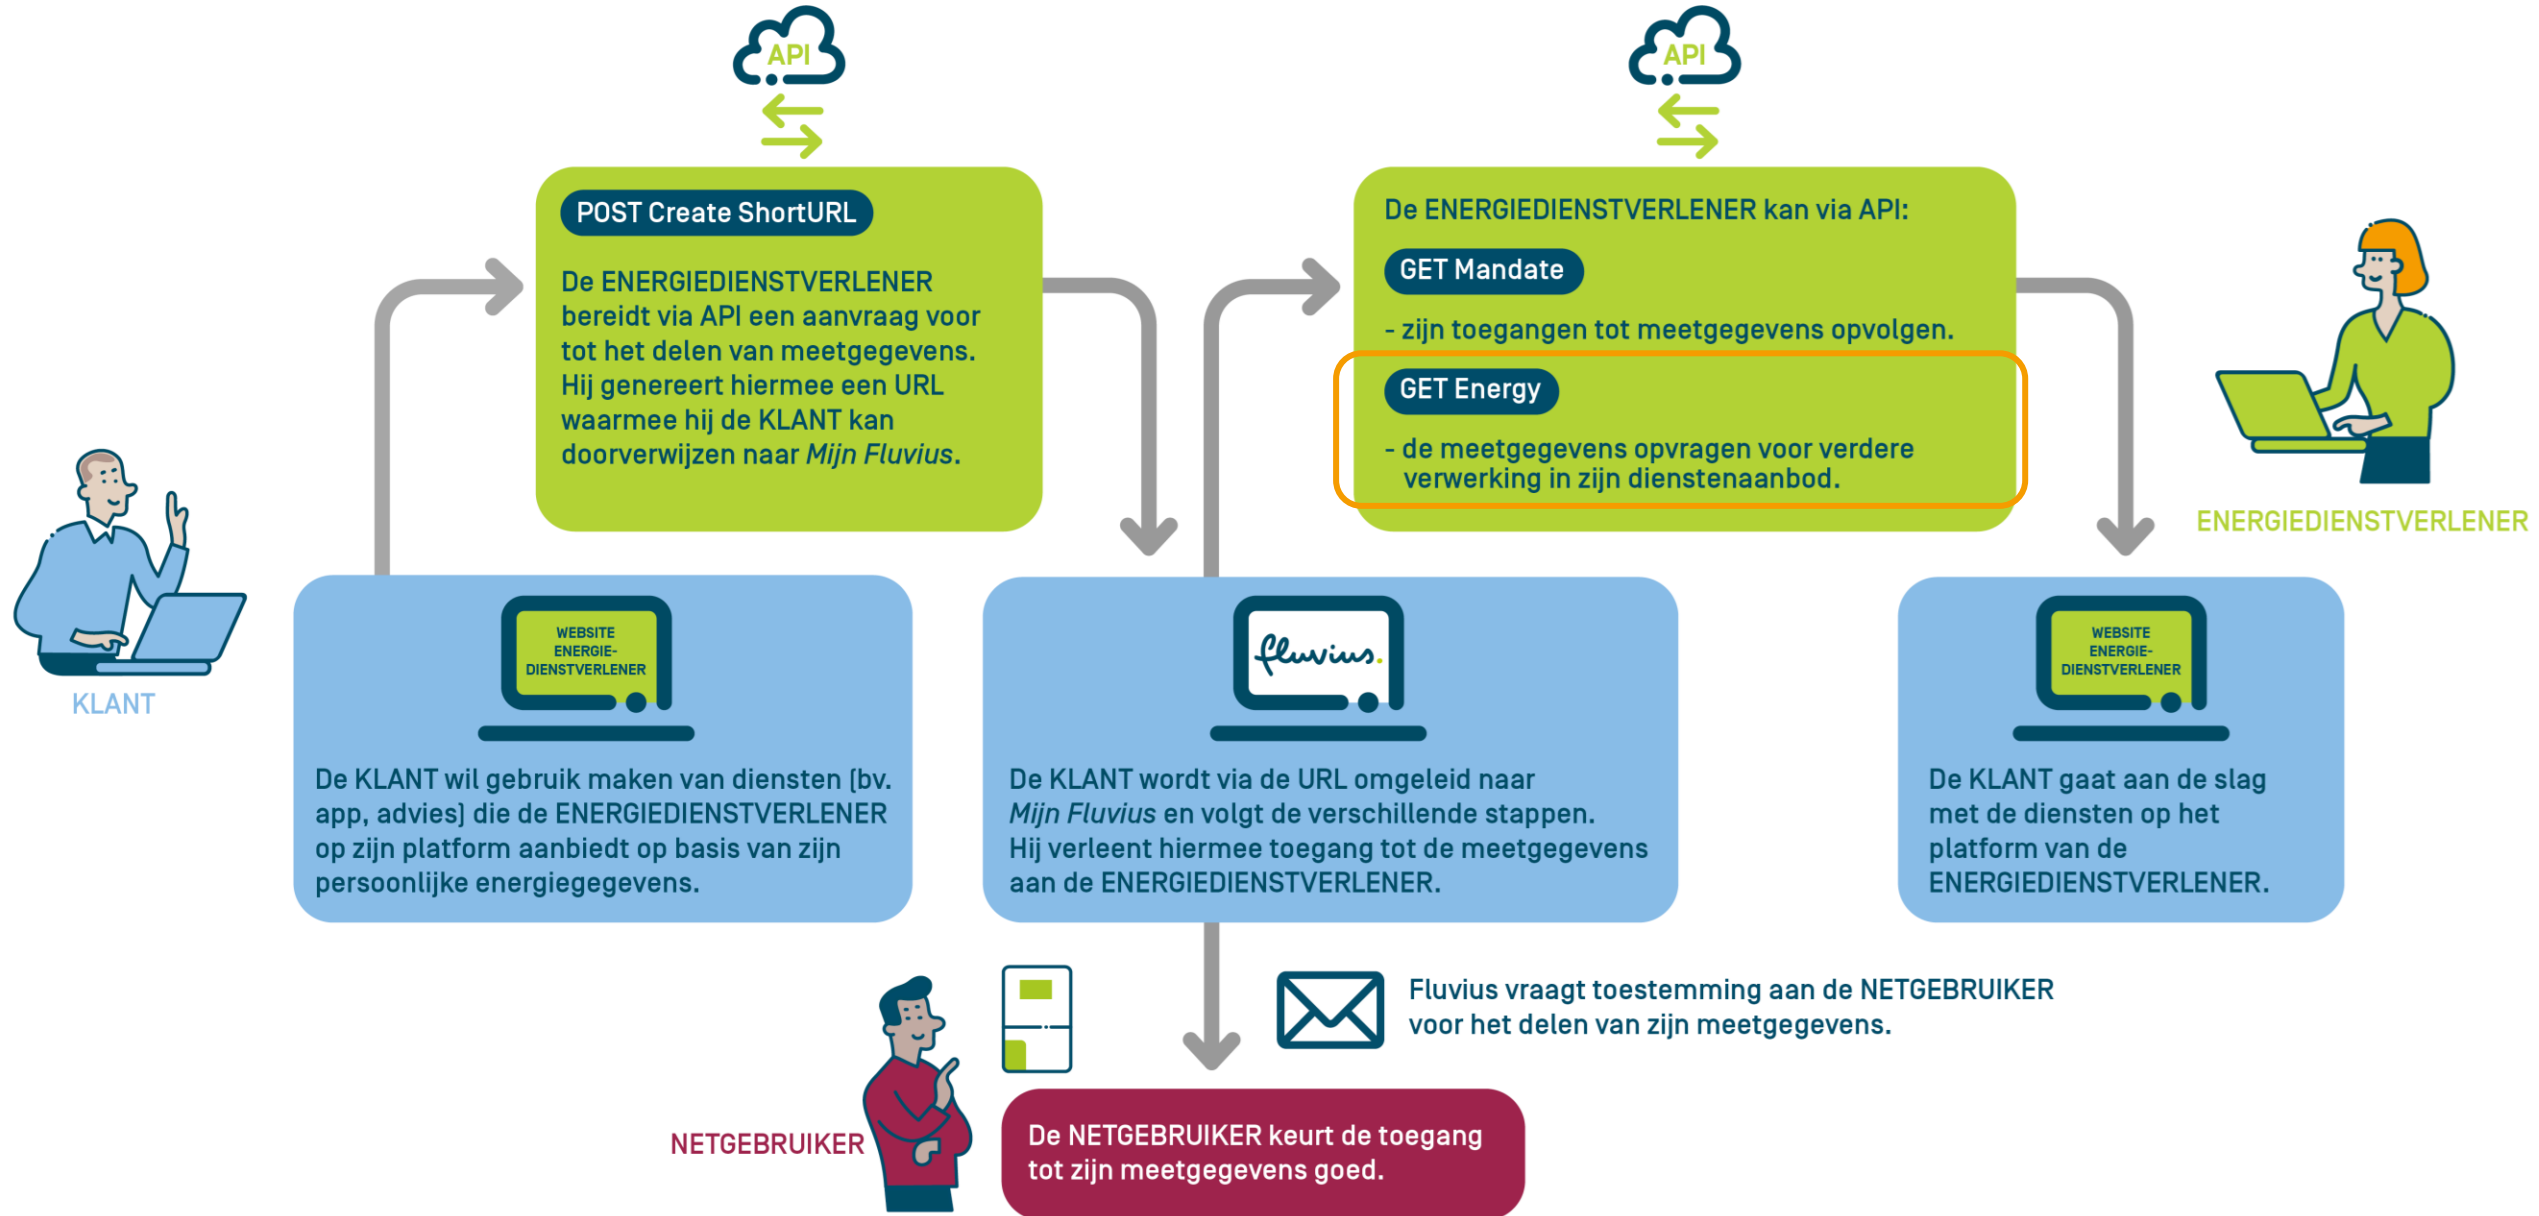 API
API
POST Create ShortURL
De ENERGIEDIENSTVERLENER
bereidt via API een aanvraag voor
tot het delen van meetgegevens.
Hij genereert hiermee een URL
waarmee hij de KLANT kan
doorverwijzen naar Mijn Fluvius.
De ENERGIEDIENSTVERLENER kan via API:
GET Mandate
- zijn toegangen tot meetgegevens opvolgen.
GET Energy
- de meetgegevens opvragen voor verdere
verwerking in zijn dienstenaanbod.
ENERGIEDIENSTVERLENER
KLANT
WEBSITE
ENERGIE-
DIENSTVERLENER
De KLANT wil gebruik maken van diensten (bv.
app, advies) die de ENERGIEDIENSTVERLENER
op zijn platform aanbiedt op basis van zijn
persoonlijke energiegegevens.
fluvius.
De KLANT wordt via de URL omgeleid naar
Mijn Fluvius en volgt de verschillende stappen.
Hij verleent hiermee toegang tot de meetgegevens
aan de ENERGIEDIENSTVERLENER.
WEBSITE
ENERGIE-
DIENSTVERLENER
De KLANT gaat aan de slag
met de diensten op het
platform van de
ENERGIEDIENSTVERLENER.
Fluvius vraagt toestemming aan de NETGEBRUIKER
voor het delen van zijn meetgegevens.
NETGEBRUIKER
De NETGEBRUIKER keurt de toegang
tot zijn meetgegevens goed.